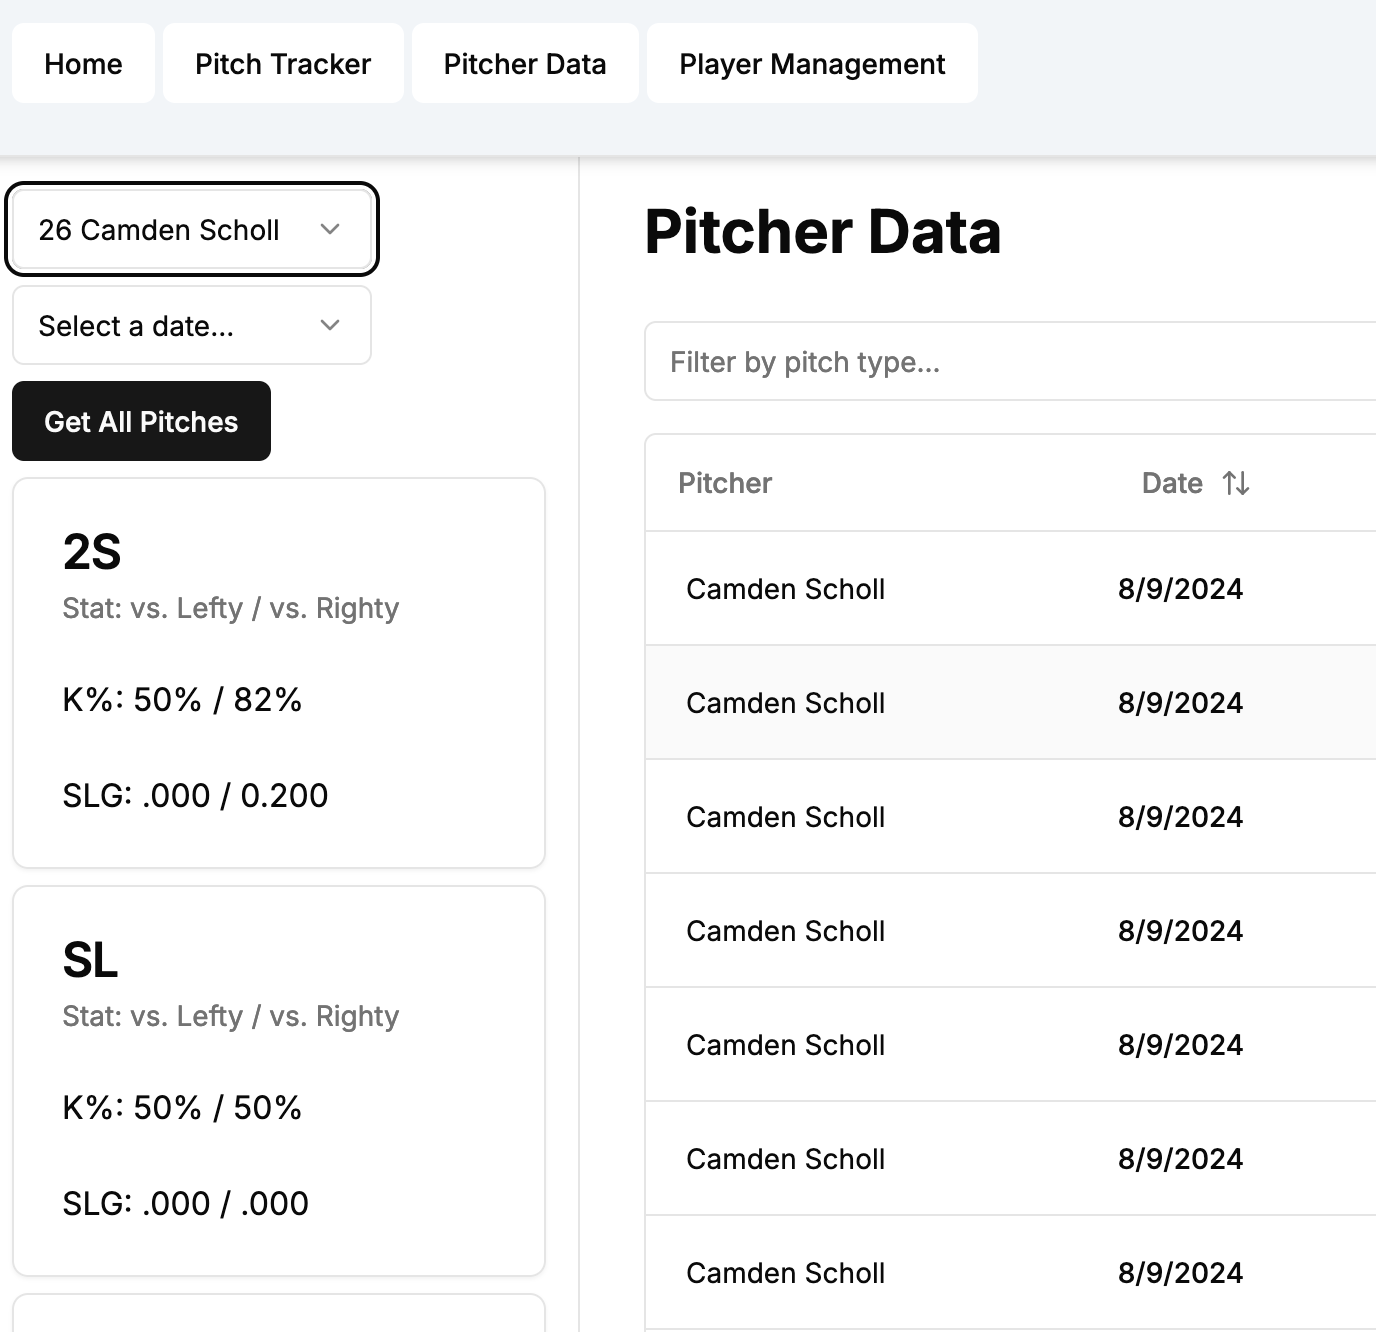 Home Pitch Tracker Pitcher Data Player Management
26 Camden Scholl
Select a date...
Get All Pitches
2S
Stat: vs. Lefty / vs. Righty
K%: 50% / 82%
SLG: .000 / 0.200
SL
Stat: vs. Lefty / vs. Righty
K%: 50% / 50%
SLG: .000 / .000
Pitcher Data
Filter by pitch type...
Pitcher Date
Camden Scholl 8/9/2024
Camden Scholl 8/9/2024
Camden Scholl 8/9/2024
Camden Scholl 8/9/2024
Camden Scholl 8/9/2024
Camden Scholl 8/9/2024
Camden Scholl 8/9/2024